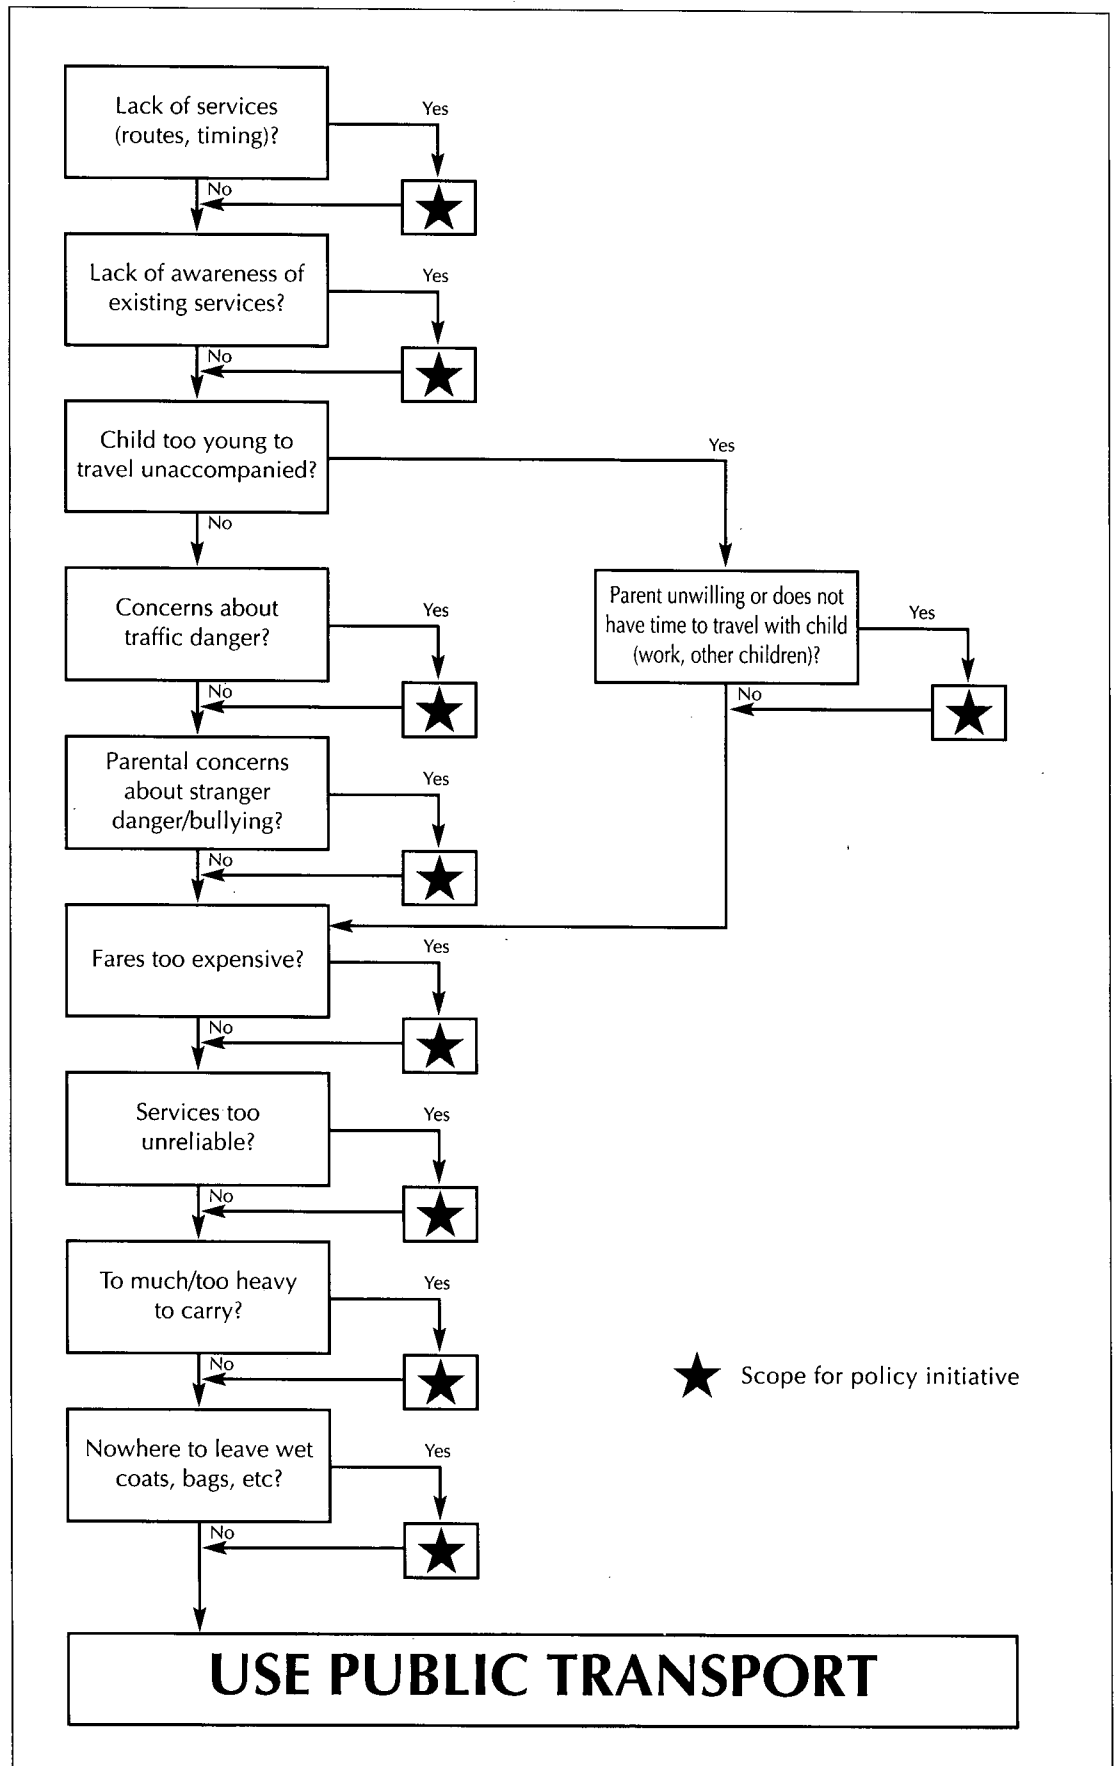 Lack of services
(routes, timing)?
Yes
No
Lack of awareness of
existing services?
Yes
No
Child too young to
travel unaccompanied?
Yes
No
Concerns about
traffic danger?
Yes
No
Parent unwilling or does not
have time to travel with child
(work, other children)?
Yes
No
Parental concerns
about stranger
danger/bullying?
Yes
No
Fares too expensive?
Yes
No
Services too
unreliable?
Yes
No
To much/too heavy
to carry?
Yes
No
Scope for policy initiative
Nowhere to leave wet
coats, bags, etc?
Yes
No
USE PUBLIC TRANSPORT